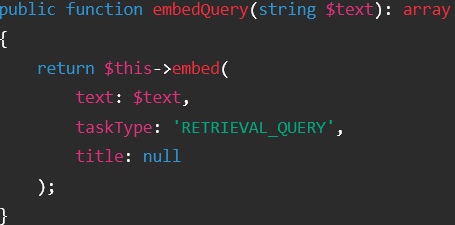 public function embedQuery(string $text): array
{
    return $this->embed(
        text: $text,
        taskType: 'RETRIEVAL_QUERY',
        title: null
    );
}